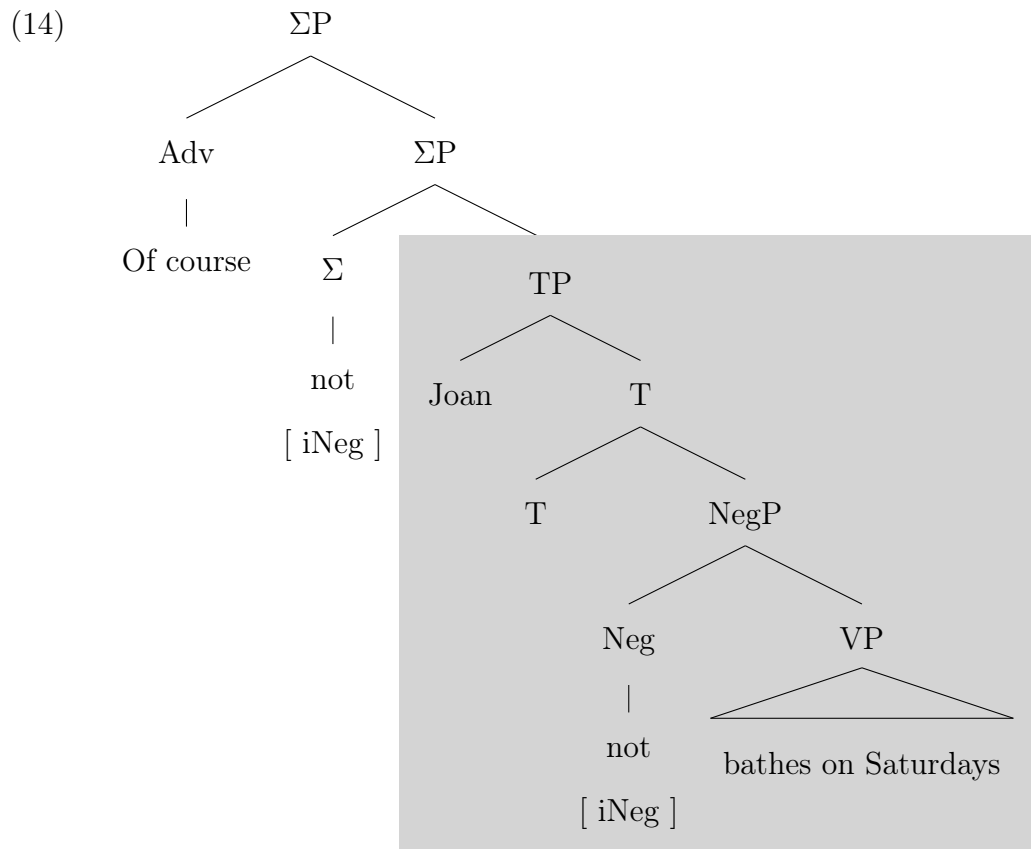 (14) ΣP
Adv ΣP
Of course Σ TP
not Joan T
[ iNeg ]
T NegP
Neg VP
not bathes on Saturdays
[ iNeg ]